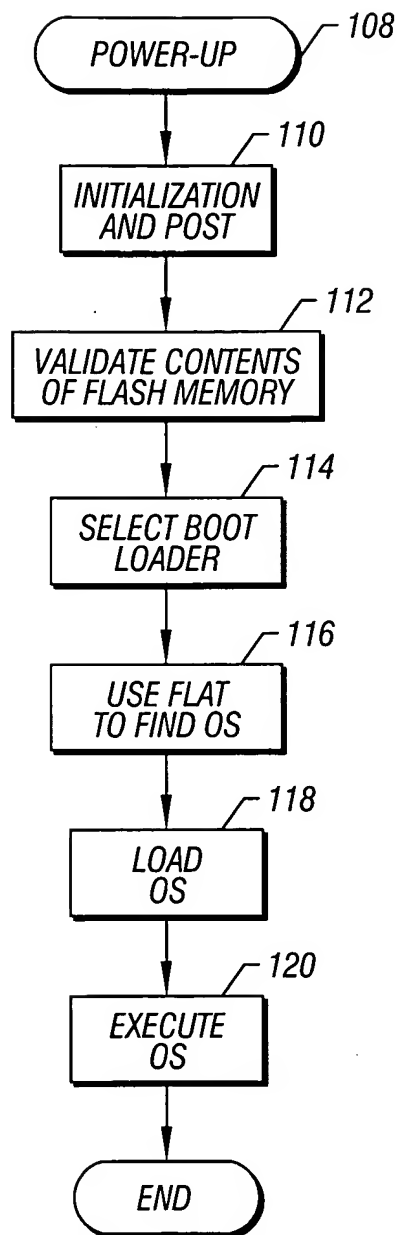 POWER-UP
108
110
INITIALIZATION
AND POST
112
VALIDATE CONTENTS
OF FLASH MEMORY
114
SELECT BOOT
LOADER
116
USE FLAT
TO FIND OS
118
LOAD
OS
120
EXECUTE
OS
END